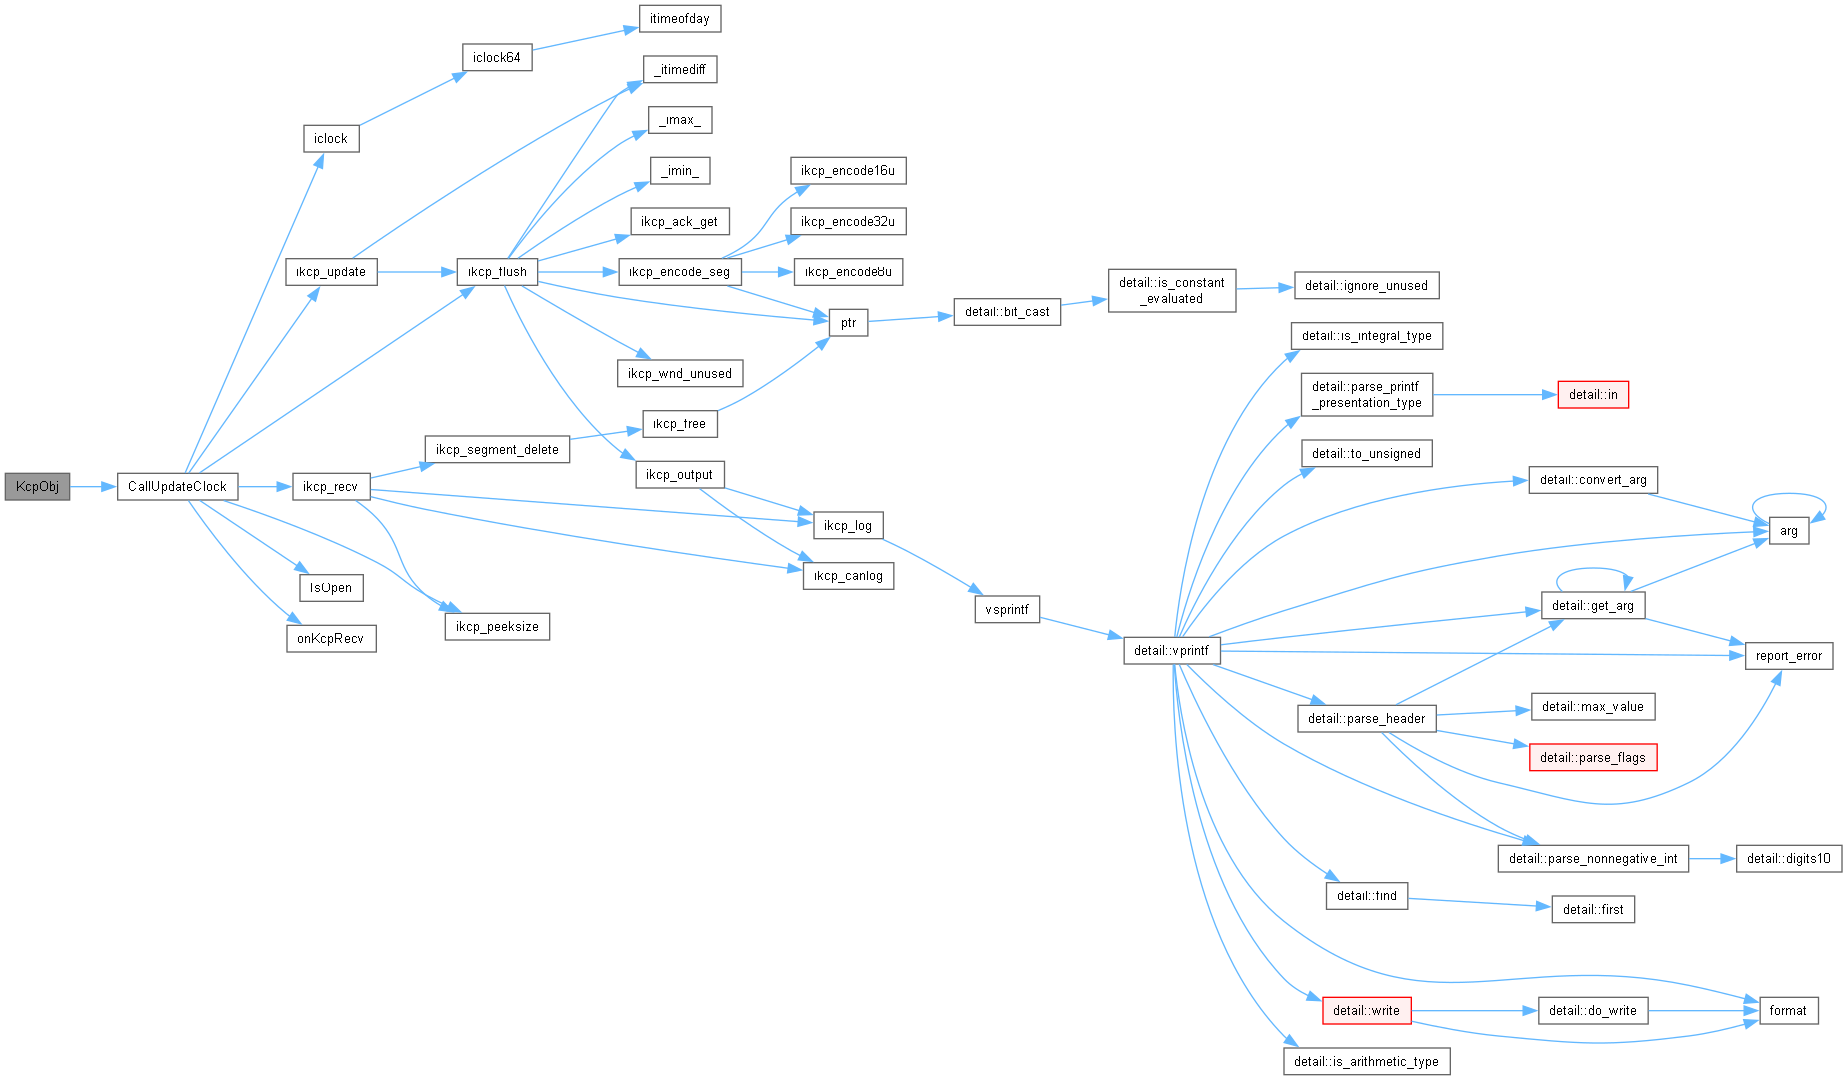 itimeofday
iclock64
_itimediff
_imax_
iclock
_imin_
ikcp_encode16u
ikcp_ack_get
ikcp_encode32u
ikcp_update
ikcp_flush
ikcp_encode_seg
ikcp_encode8u
detail::is_constant
_evaluated
detail::ignore_unused
detail::bit_cast
ptr
detail::is_integral_type
ikcp_wnd_unused
detail::parse_printf
_presentation_type
detail::in
ikcp_free
ikcp_segment_delete
detail::to_unsigned
ikcp_output
detail::convert_arg
KcpObj
CallUpdateClock
ikcp_recv
ikcp_log
arg
ikcp_canlog
IsOpen
vsprintf
detail::get_arg
ikcp_peeksize
onKcpRecv
detail::vprintf
report_error
detail::max_value
detail::parse_header
detail::parse_flags
detail::parse_nonnegative_int
detail::digits10
detail::find
detail::first
detail::write
detail::do_write
format
detail::is_arithmetic_type